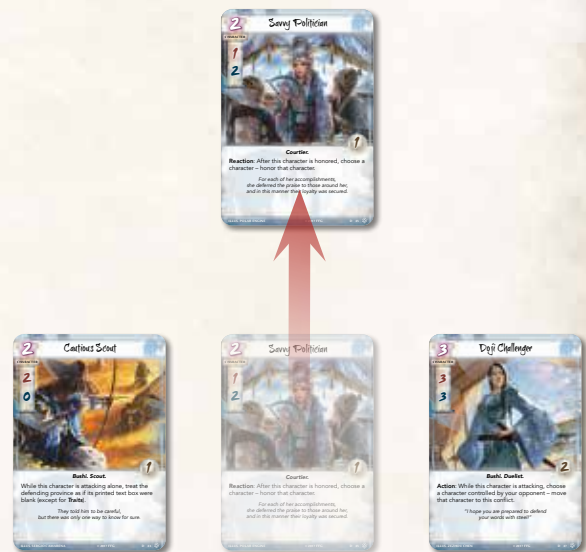 2
Savvy Politician
CHARACTER
1
2
1
Courtier.
Reaction: After this character is honored, choose a
character – honor that character.
For each of her accomplishments,
she deferred the praise to those around her,
and in this manner their loyalty was secured.
2
Cautious Scout
CHARACTER
2
0
1
Bushi. Scout.
While this character is attacking alone, treat the
defending province as if its printed text box were
blank (except for Traits).
They told him to be careful,
but there was only one way to know for sure.
2
Savvy Politician
CHARACTER
1
2
1
Courtier.
Reaction: After this character is honored, choose a
character – honor that character.
For each of her accomplishments,
she deferred the praise to those around her,
and in this manner their loyalty was secured.
3
Doji Challenger
CHARACTER
3
3
2
Bushi. Duelist.
Action: While this character is attacking, choose
a character controlled by your opponent – move
that character to this conflict.
"I hope you are prepared to defend
your words with steel!"